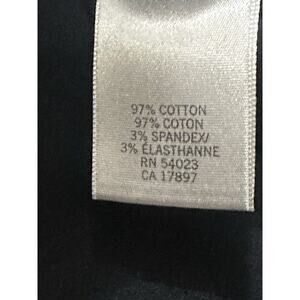 97% COTTON
97% COTON
3% SPANDEX/
3% ÉLASTHANNE
RN 54023
CA 17897